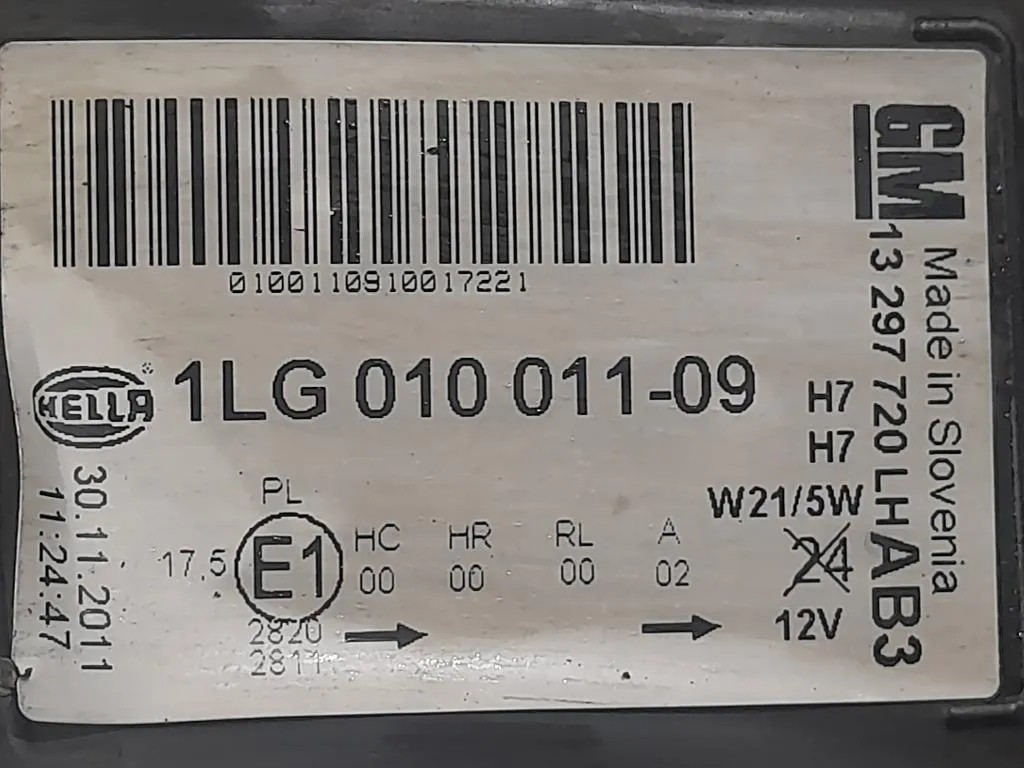 0100110910017221
HELLA®
1LG 010 011-09
H7
H7
W21/5W
24
12V
PL
17,5
E1
HC HR RL A
00 00 00 02
2820
2811
30.11.2011
11:24:47
GM
13 297 720 LH AB3
Made in Slovenia